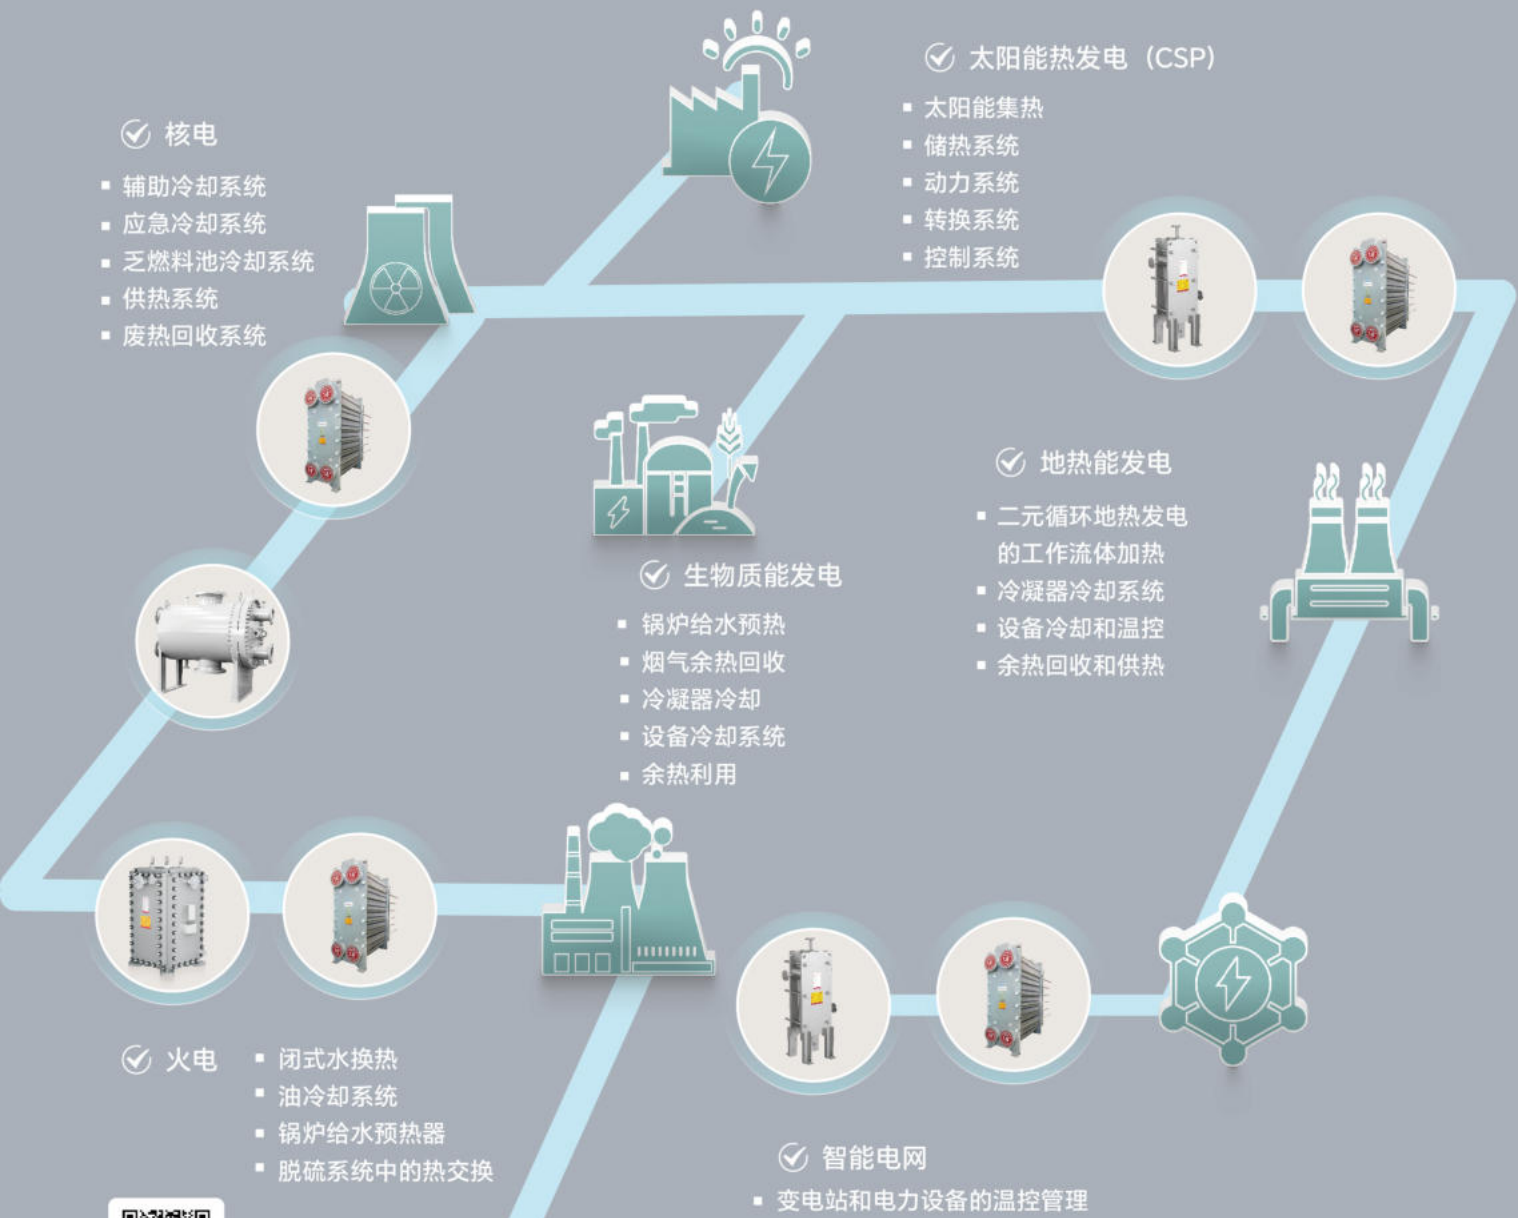 太阳能热发电（CSP）
太阳能集热
储热系统
动力系统
转换系统
控制系统
核电
辅助冷却系统
应急冷却系统
乏燃料池冷却系统
供热系统
废热回收系统
地热能发电
二元循环地热发电
的工作流体加热
冷凝器冷却系统
设备冷却和温控
余热回收和供热
生物质能发电
锅炉给水预热
烟气余热回收
冷凝器冷却
设备冷却系统
余热利用
火电
闭式水换热
油冷却系统
锅炉给水预热器
脱硫系统中的热交换
智能电网
变电站和电力设备的温控管理